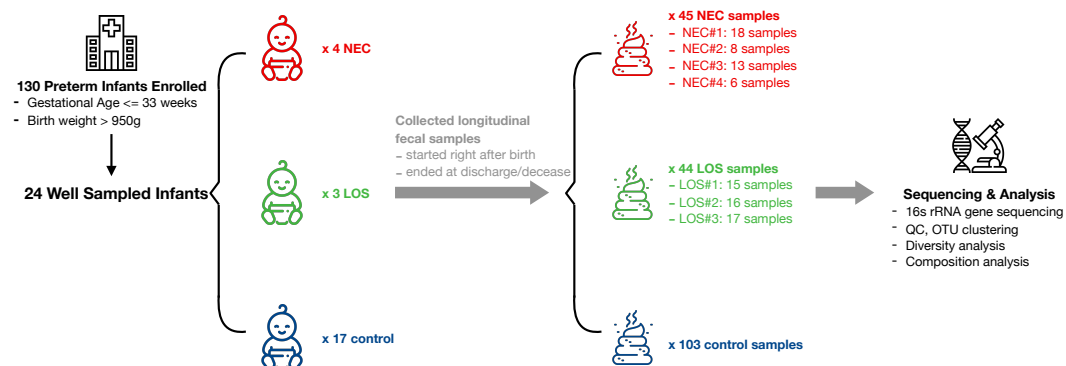 130 Preterm Infants Enrolled
- Gestational Age <= 33 weeks
- Birth weight > 950g
24 Well Sampled Infants
x 4 NEC
x 3 LOS
x 17 control
Collected longitudinal
fecal samples
– started right after birth
– ended at discharge/decease
x 45 NEC samples
– NEC#1: 18 samples
– NEC#2: 8 samples
– NEC#3: 13 samples
– NEC#4: 6 samples
x 44 LOS samples
– LOS#1: 15 samples
– LOS#2: 16 samples
– LOS#3: 17 samples
x 103 control samples
Sequencing & Analysis
- 16s rRNA gene sequencing
- QC, OTU clustering
- Diversity analysis
- Composition analysis